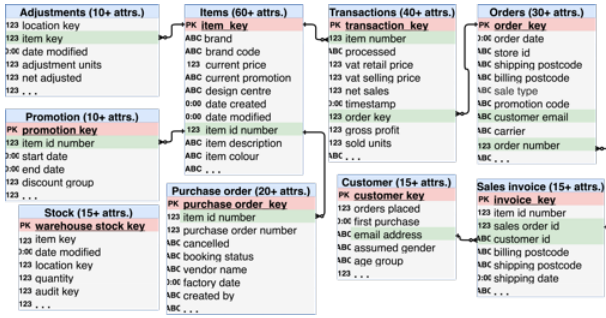 Adjustments (10+ attrs.)
123 location key
123 item key
0:00 date modified
123 adjustment units
123 net adjusted
123 ...
Items (60+ attrs.)
PK item_key
ABC brand
ABC brand code
123 current price
ABC current promotion
ABC design centre
0:00 date created
0:00 date modified
123 item id number
ABC item description
ABC item colour
ABC ...
Transactions (40+ attrs.)
PK transaction_key
123 item number
ABC processed
123 vat retail price
123 vat selling price
123 net sales
0:00 timestamp
123 order key
123 gross profit
123 sold units
ABC ...
Orders (30+ attrs.)
PK order_key
0:00 order date
ABC store id
ABC shipping postcode
ABC billing postcode
ABC sale type
ABC promotion code
ABC customer email
ABC carrier
123 order number
ABC ...
Promotion (10+ attrs.)
PK promotion key
123 item id number
0:00 start date
0:00 end date
123 discount group
123 ...
Stock (15+ attrs.)
PK warehouse stock key
123 item key
0:00 date modified
123 location key
123 quantity
123 audit key
123 ...
Purchase order (20+ attrs.)
PK purchase order_key
123 item id number
123 purchase order number
ABC cancelled
ABC booking status
ABC vendor name
0:00 factory date
ABC created by
ABC ...
Customer (15+ attrs.)
PK customer key
123 orders placed
0:00 first purchase
ABC email address
ABC assumed gender
ABC age group
123 ...
Sales invoice (15+ attrs.)
PK invoice_key
123 item id number
123 sales order id
ABC customer id
ABC billing postcode
ABC shipping postcode
0:00 shipping date
ABC ...